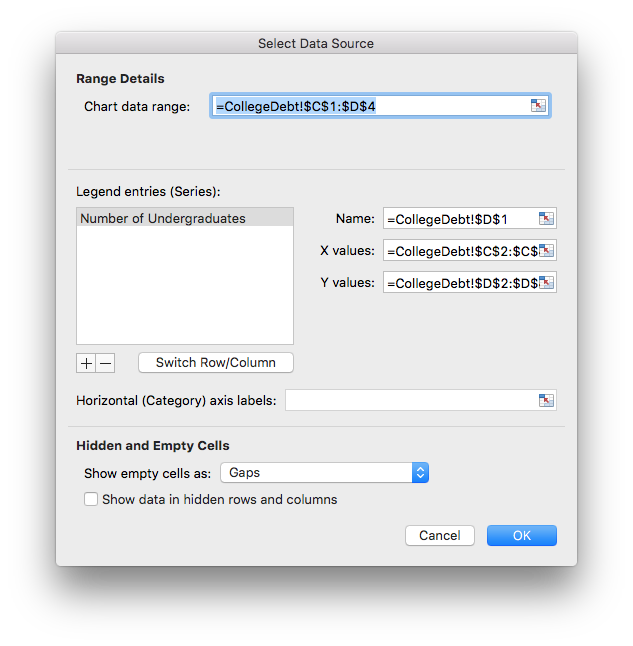 Select Data Source
Range Details
Chart data range: =CollegeDebt!$C$1:$D$4
Legend entries (Series):
Number of Undergraduates
Name: =CollegeDebt!$D$1
X values: =CollegeDebt!$C$2:$C$
Y values: =CollegeDebt!$D$2:$D$
+ − Switch Row/Column
Horizontal (Category) axis labels:
Hidden and Empty Cells
Show empty cells as: Gaps
Show data in hidden rows and columns
Cancel OK